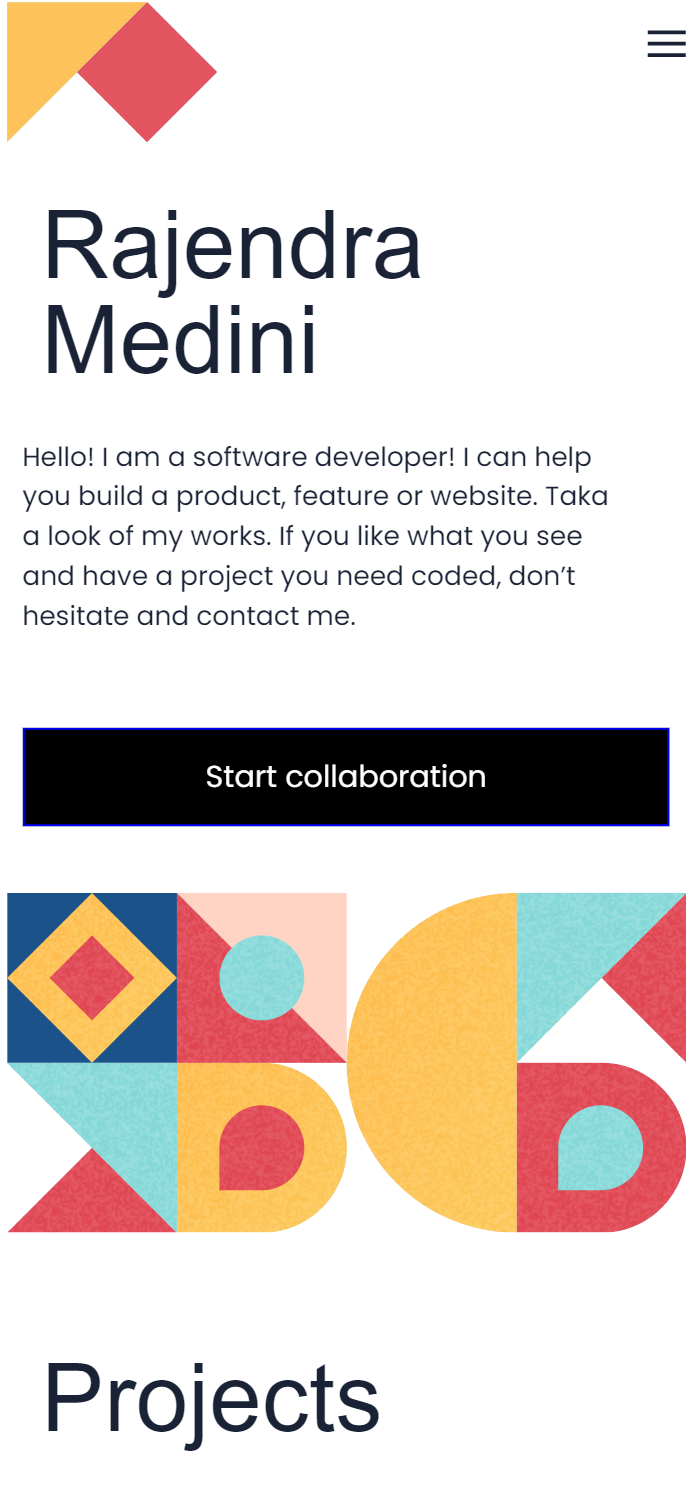 Rajendra
Medini
Hello! I am a software developer! I can help
you build a product, feature or website. Taka
a look of my works. If you like what you see
and have a project you need coded, don’t
hesitate and contact me.
Start collaboration
Projects